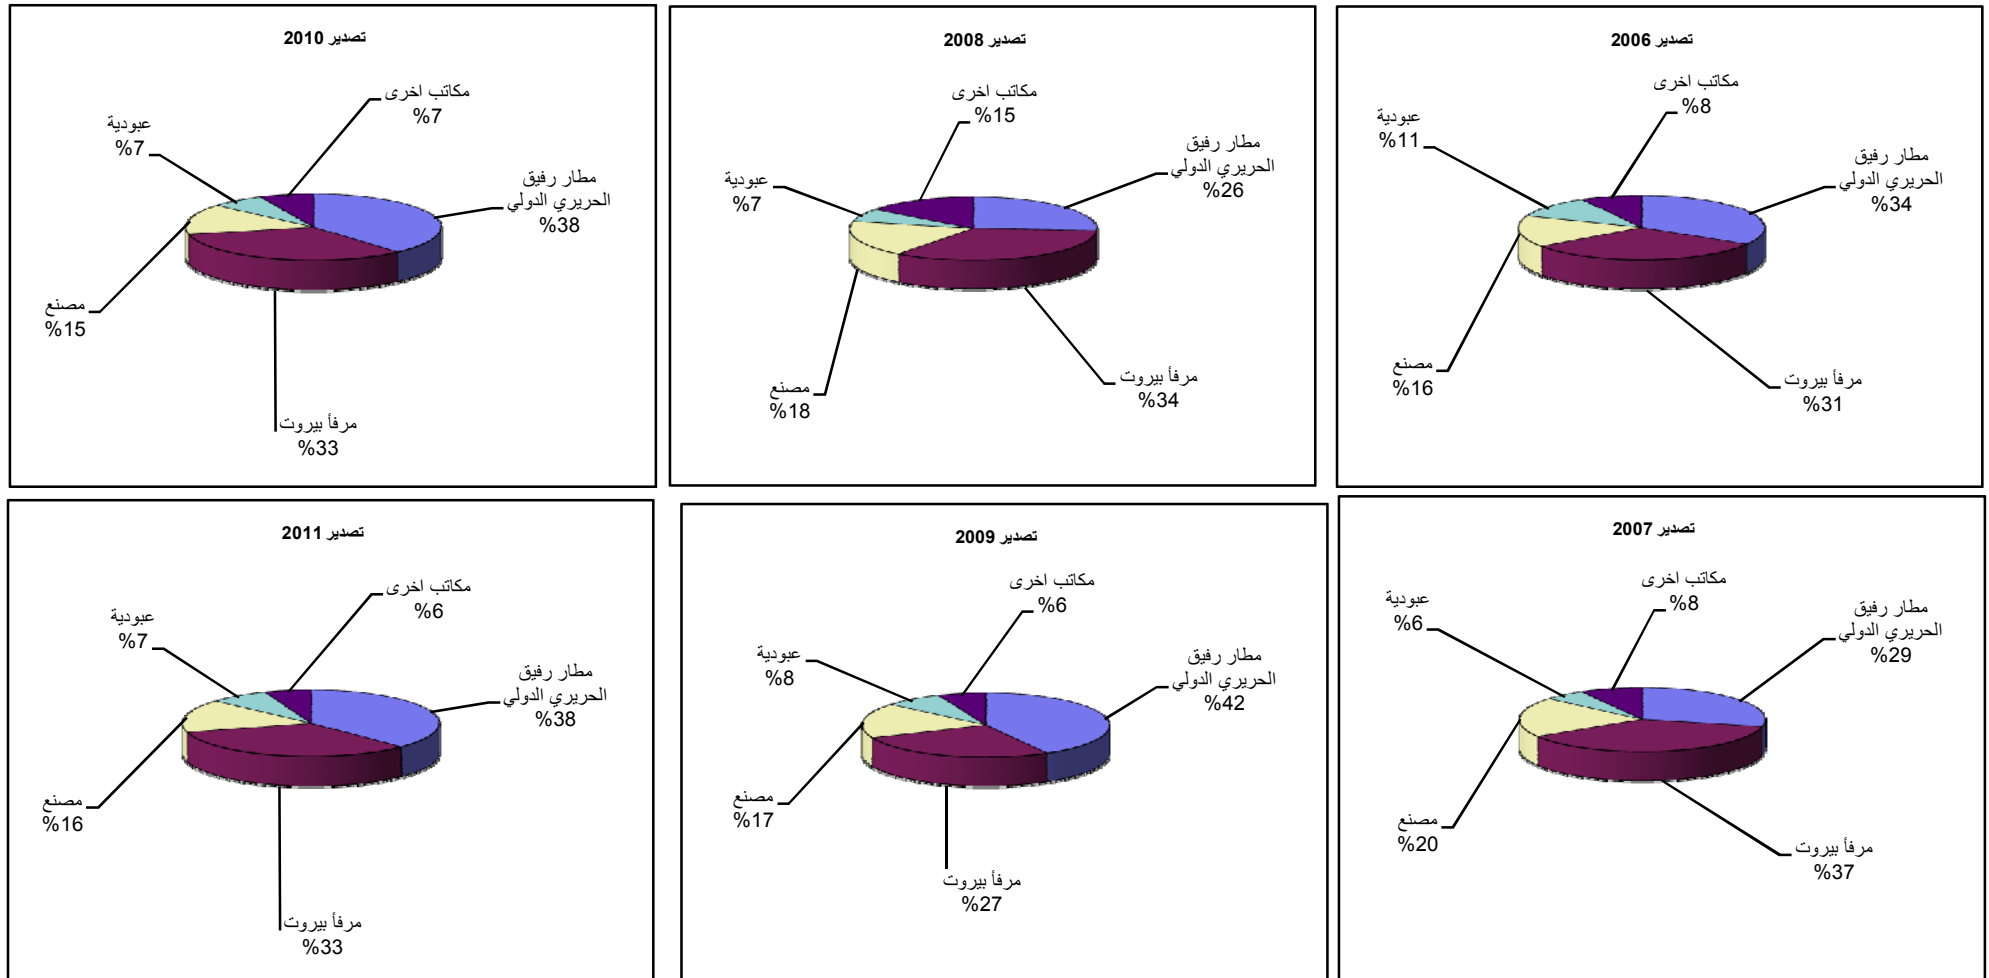 تصدير 2006
مكاتب اخرى
%8
عبودية
%11
مطار رفيق
الحريري الدولي
%34
مصنع
%16
مرفأ بيروت
%31
تصدير 2008
مكاتب اخرى
%15
مطار رفيق
الحريري الدولي
%26
عبودية
%7
مرفأ بيروت
%34
مصنع
%18
تصدير 2010
مكاتب اخرى
%7
عبودية
%7
مطار رفيق
الحريري الدولي
%38
مصنع
%15
مرفأ بيروت
%33
تصدير 2007
مكاتب اخرى
%8
عبودية
%6
مطار رفيق
الحريري الدولي
%29
مصنع
%20
مرفأ بيروت
%37
تصدير 2009
مكاتب اخرى
%6
عبودية
%8
مطار رفيق
الحريري الدولي
%42
مصنع
%17
مرفأ بيروت
%27
تصدير 2011
مكاتب اخرى
%6
عبودية
%7
مطار رفيق
الحريري الدولي
%38
مصنع
%16
مرفأ بيروت
%33